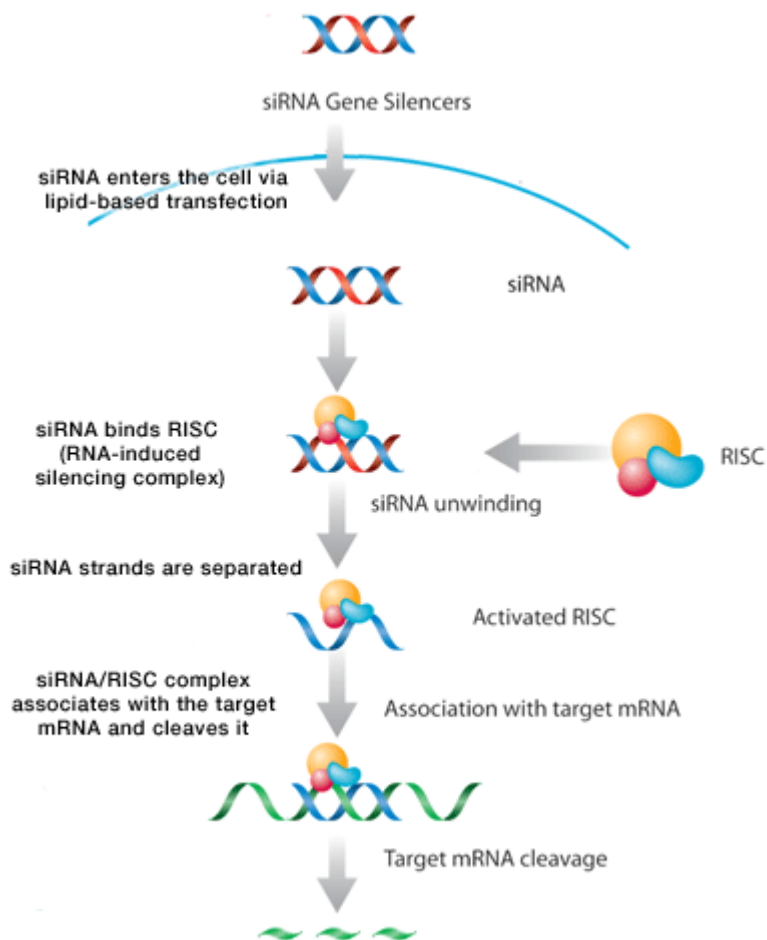 siRNA Gene Silencers
siRNA enters the cell via
lipid-based transfection
siRNA
siRNA binds RISC
(RNA-induced
silencing complex)
RISC
siRNA unwinding
siRNA strands are separated
Activated RISC
siRNA/RISC complex
associates with the target
mRNA and cleaves it
Association with target mRNA
Target mRNA cleavage